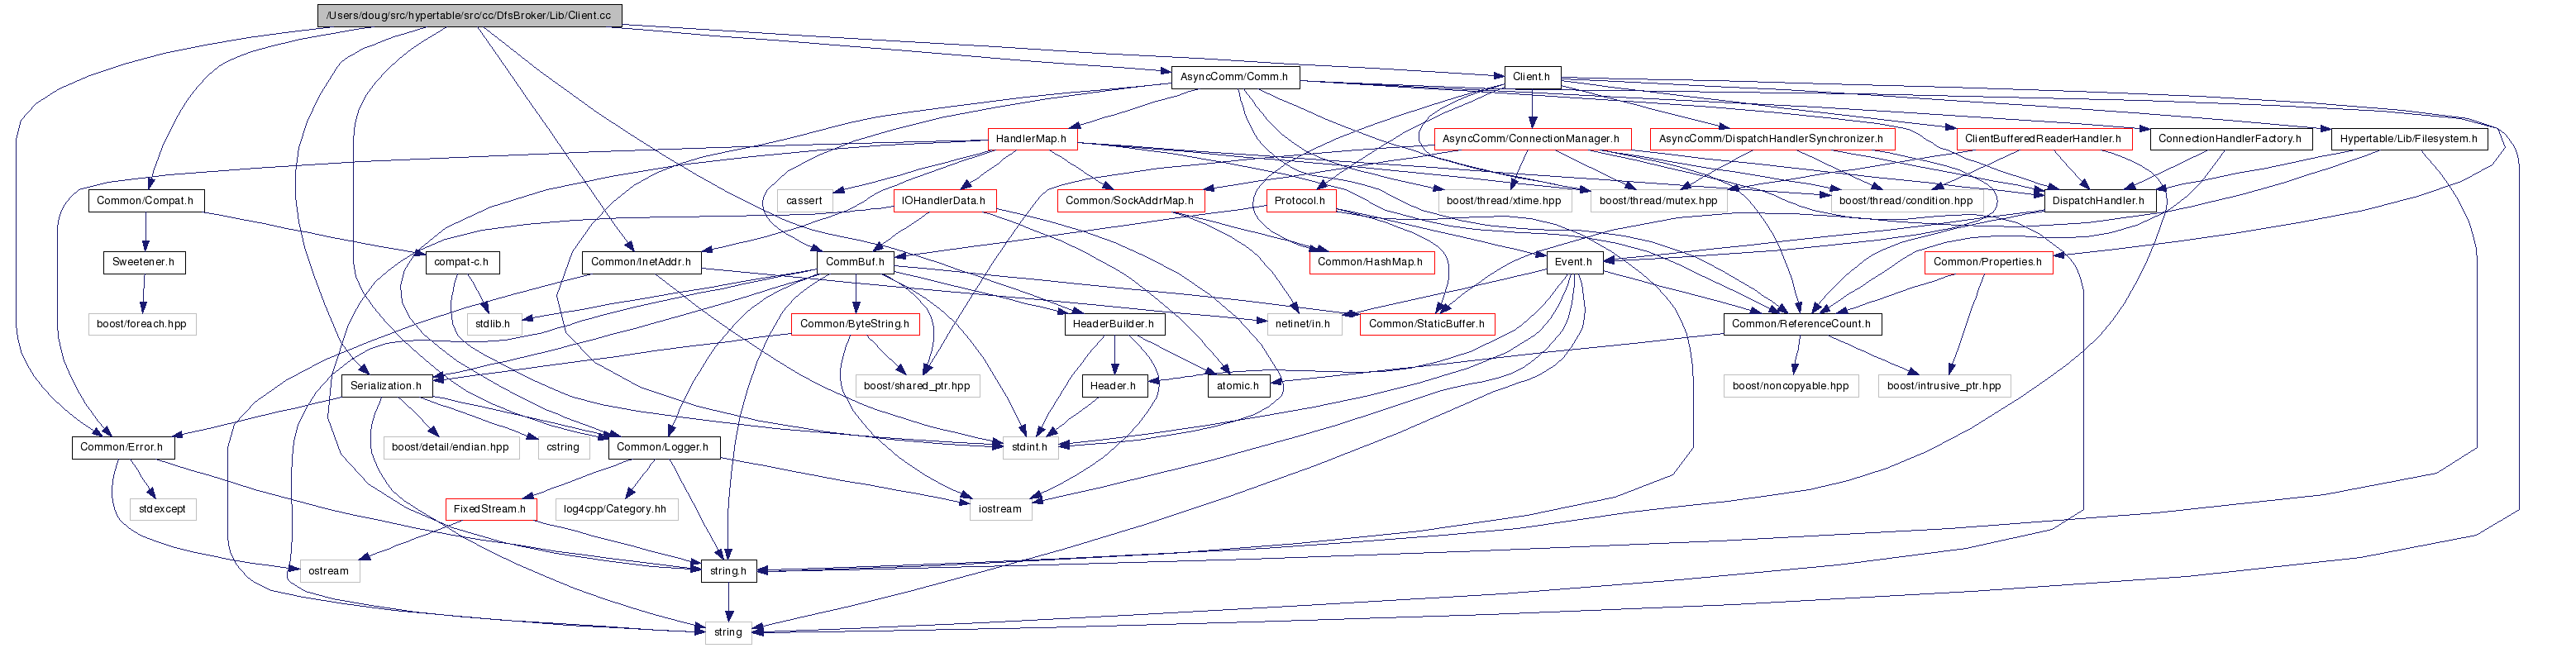 /Users/doug/src/hypertable/src/cc/DfsBroker/Lib/Client.cc
AsyncComm/Comm.h
Client.h
HandlerMap.h
AsyncComm/ConnectionManager.h
AsyncComm/DispatchHandlerSynchronizer.h
ClientBufferedReaderHandler.h
ConnectionHandlerFactory.h
Hypertable/Lib/Filesystem.h
Common/Compat.h
cassert
IOHandlerData.h
Common/SockAddrMap.h
Protocol.h
boost/thread/xtime.hpp
boost/thread/mutex.hpp
boost/thread/condition.hpp
DispatchHandler.h
Sweetener.h
compat-c.h
Common/InetAddr.h
CommBuf.h
Common/HashMap.h
Event.h
Common/Properties.h
boost/foreach.hpp
stdlib.h
Common/ByteString.h
HeaderBuilder.h
netinet/in.h
Common/StaticBuffer.h
Common/ReferenceCount.h
Serialization.h
boost/shared_ptr.hpp
Header.h
atomic.h
boost/noncopyable.hpp
boost/intrusive_ptr.hpp
Common/Error.h
boost/detail/endian.hpp
cstring
Common/Logger.h
stdint.h
stdexcept
FixedStream.h
log4cpp/Category.hh
iostream
ostream
string.h
string